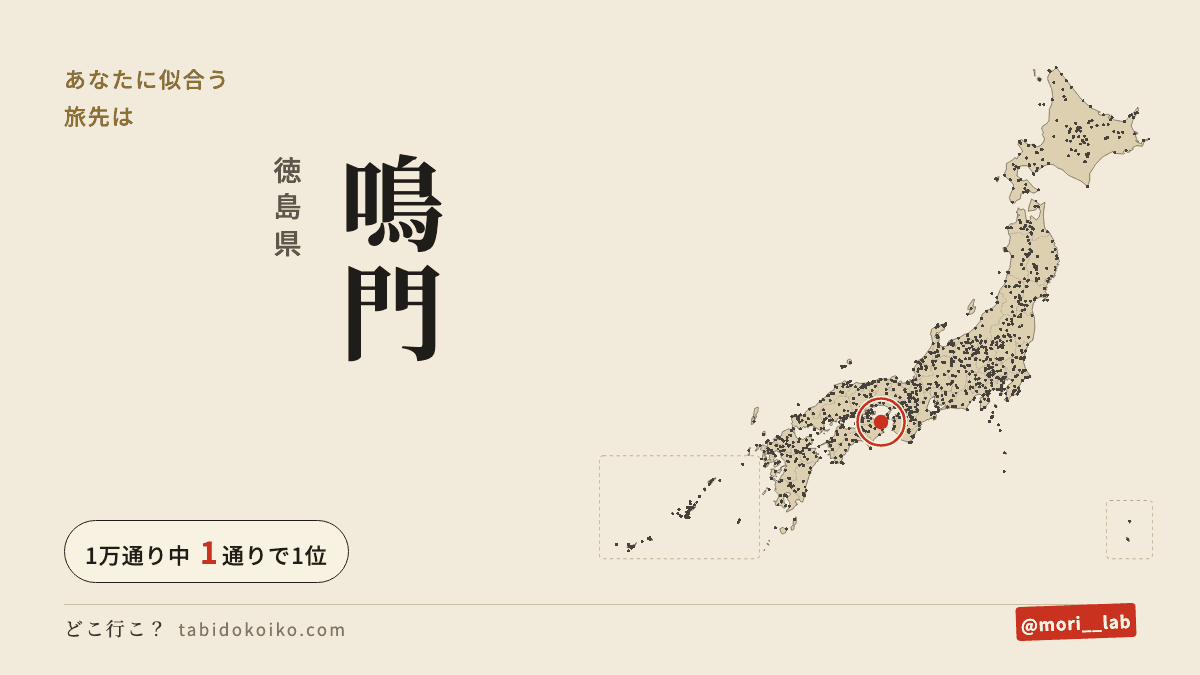 あなたに似合う
旅先は
鳴門
徳島県
1万通り中 1通りで1位
どこ行こ？ tabidokoiko.com
@mori__lab